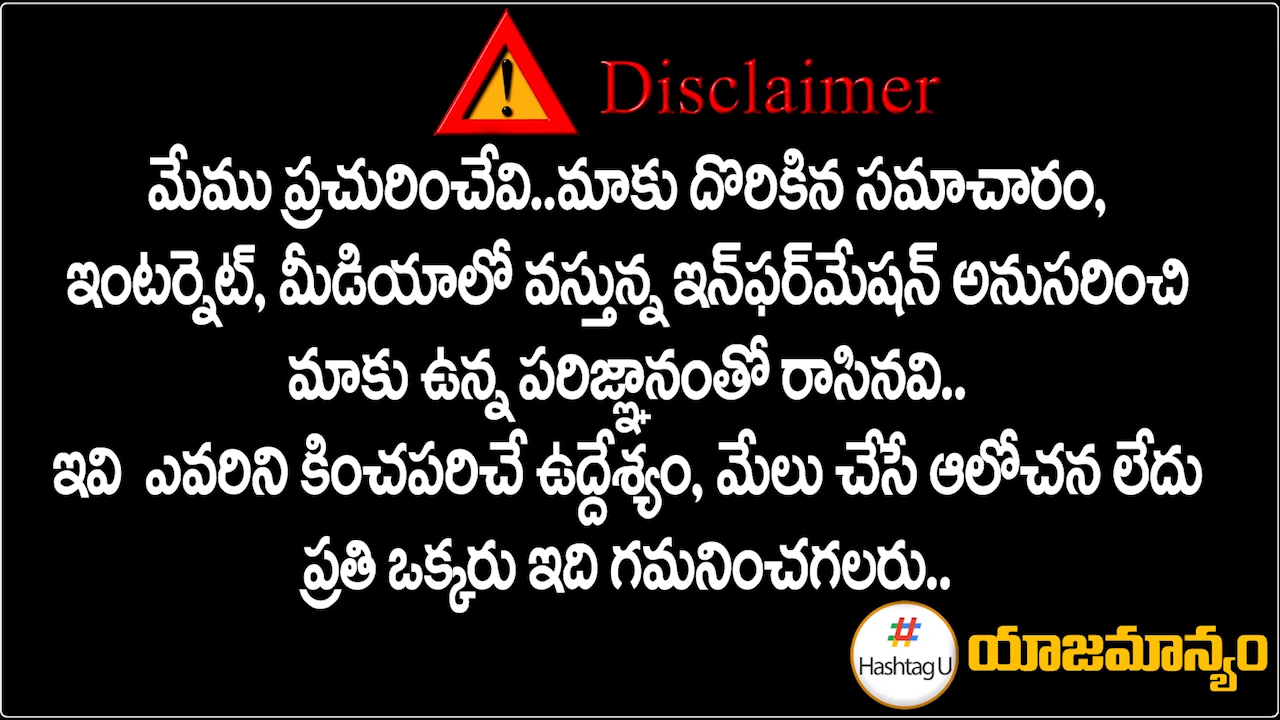 Disclaimer
మేము ప్రచురించేవి..మాకు దొరికిన సమాచారం,
ఇంటర్నెట్, మీడియాలో వస్తున్న ఇన్‌ఫర్‌మేషన్ అనుసరించి
మాకు ఉన్న పరిజ్ఞానంతో రాసినవి..
ఇవి ఎవరిని కించపరిచే ఉద్దేశ్యం, మేలు చేసే ఆలోచన లేదు
ప్రతి ఒక్కరు ఇది గమనించగలరు..
#
Hashtag U
యాజమాన్యం